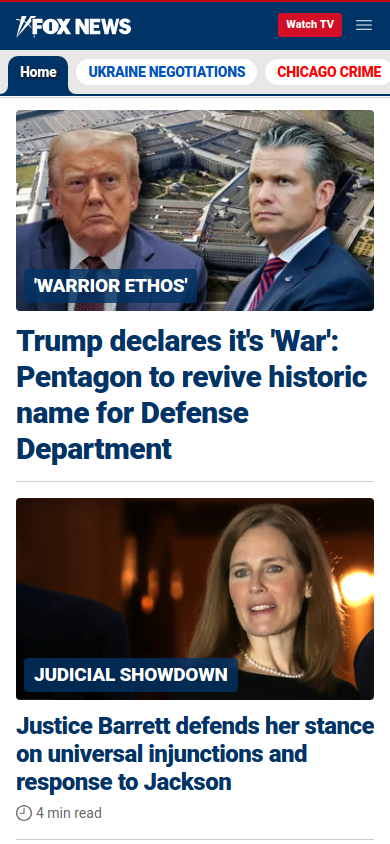 FOX NEWS
Watch TV
Home
UKRAINE NEGOTIATIONS
CHICAGO CRIME
'WARRIOR ETHOS'
Trump declares it's 'War':
Pentagon to revive historic
name for Defense
Department
JUDICIAL SHOWDOWN
Justice Barrett defends her stance
on universal injunctions and
response to Jackson
4 min read